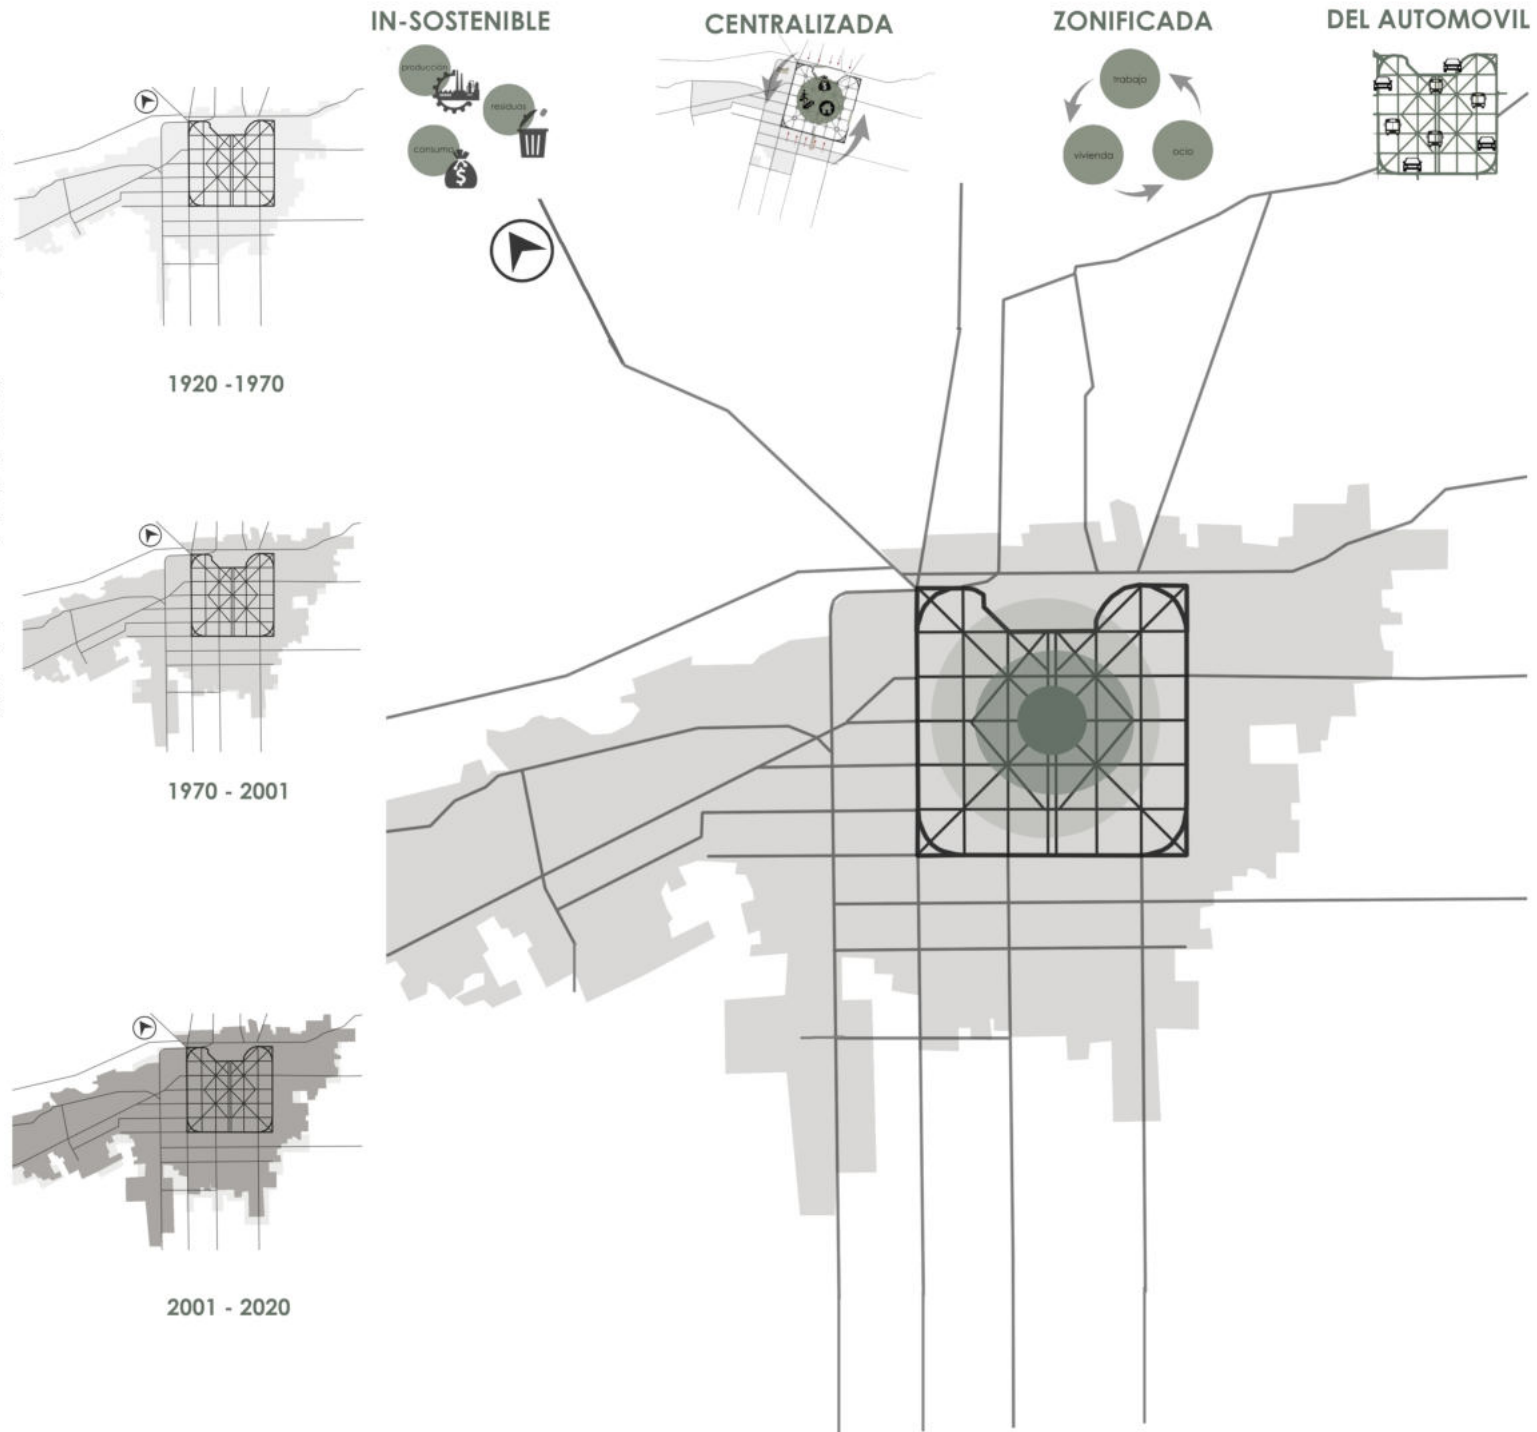 IN-SOSTENIBLE
CENTRALIZADA
ZONIFICADA
DEL AUTOMOVIL
producción
residuos
consumo
$
trabajo
vivienda
ocio
1920 -1970
1970 - 2001
2001 - 2020